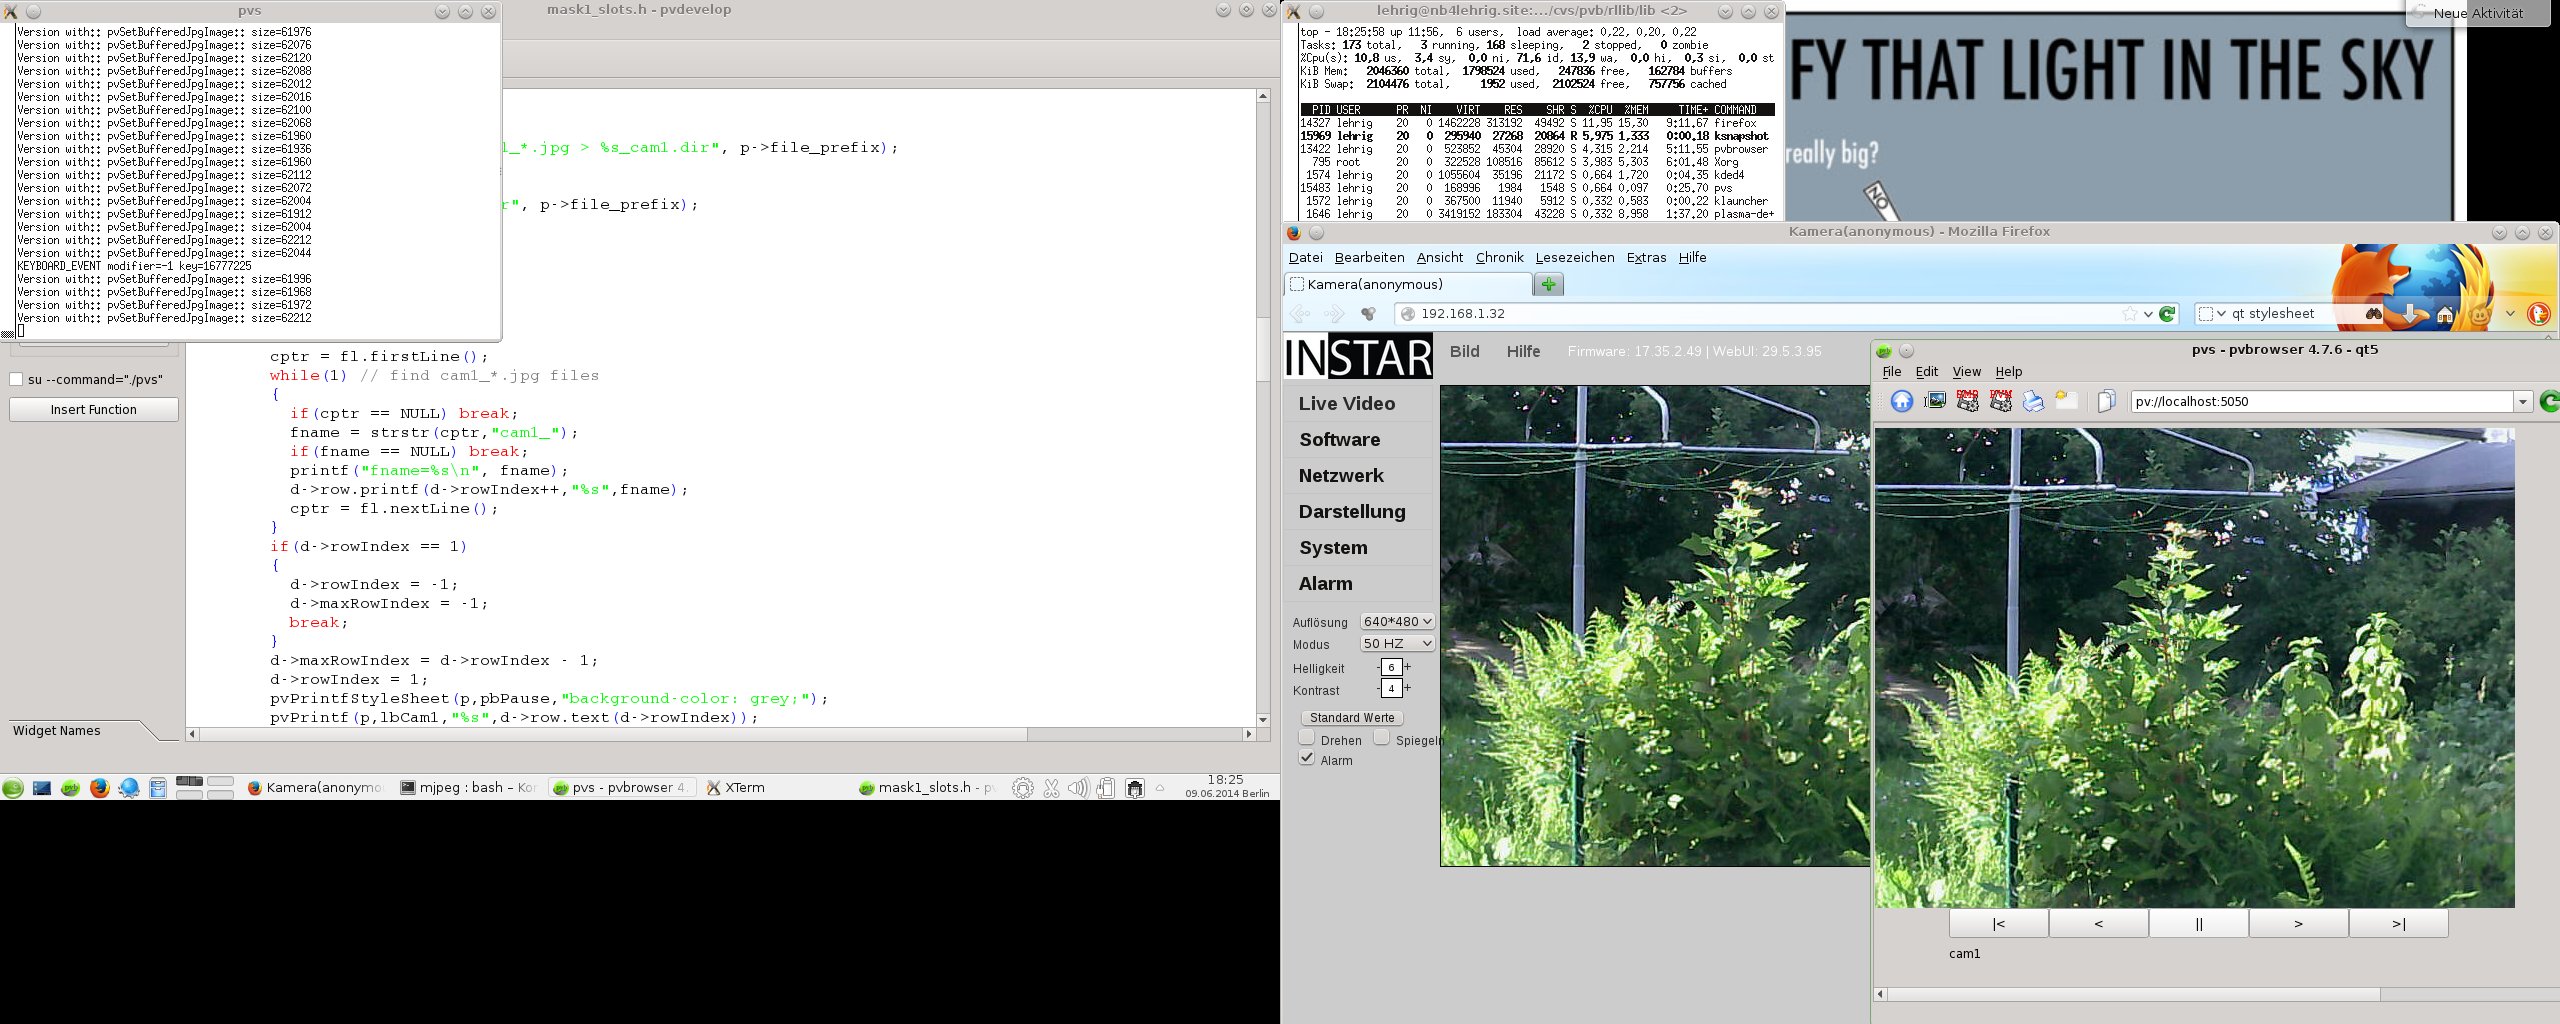 pvs
Version with:: pvSetBufferedJpgImage:: size=61976
Version with:: pvSetBufferedJpgImage:: size=62076
Version with:: pvSetBufferedJpgImage:: size=62120
Version with:: pvSetBufferedJpgImage:: size=62088
Version with:: pvSetBufferedJpgImage:: size=62012
Version with:: pvSetBufferedJpgImage:: size=62016
Version with:: pvSetBufferedJpgImage:: size=62100
Version with:: pvSetBufferedJpgImage:: size=62068
Version with:: pvSetBufferedJpgImage:: size=61960
Version with:: pvSetBufferedJpgImage:: size=61936
Version with:: pvSetBufferedJpgImage:: size=61960
Version with:: pvSetBufferedJpgImage:: size=62112
Version with:: pvSetBufferedJpgImage:: size=62072
Version with:: pvSetBufferedJpgImage:: size=62004
Version with:: pvSetBufferedJpgImage:: size=61912
Version with:: pvSetBufferedJpgImage:: size=62004
Version with:: pvSetBufferedJpgImage:: size=62212
Version with:: pvSetBufferedJpgImage:: size=62044
KEYBOARD_EVENT modifier=-1 key=16777225
Version with:: pvSetBufferedJpgImage:: size=61996
Version with:: pvSetBufferedJpgImage:: size=61968
Version with:: pvSetBufferedJpgImage:: size=61972
Version with:: pvSetBufferedJpgImage:: size=62212
mask1_slots.h - pvdevelop
l_*.jpg > %s_cam1.dir", p->file_prefix);
r", p->file_prefix);
cptr = fl.firstLine();
while(1) // find cam1_*.jpg files
{
if(cptr == NULL) break;
fname = strstr(cptr,"cam1_");
if(fname == NULL) break;
printf("fname=%s\n", fname);
d->row.printf(d->rowIndex++,"%s",fname);
cptr = fl.nextLine();
}
if(d->rowIndex == 1)
{
d->rowIndex = -1;
d->maxRowIndex = -1;
break;
}
d->maxRowIndex = d->rowIndex - 1;
d->rowIndex = 1;
pvPrintfStyleSheet(p,pbPause,"background-color: grey;");
pvPrintf(p,lbCam1,"%s",d->row.text(d->rowIndex));
su --command="./pvs"
Insert Function
Widget Names
Kamera(anonymo
mjpeg : bash – Ko
pvs - pvbrowser 4.
XTerm
mask1_slots.h - p
18:25
09.06.2014 Berlin
lehrig@nb4lehrig.site:.../cvs/pvb/rllib/lib <2>
top - 18:25:58 up 11:56, 6 users, load average: 0,22, 0,20, 0,22
Tasks: 173 total, 3 running, 168 sleeping, 2 stopped, 0 zombie
%Cpu(s): 10,8 us, 3,4 sy, 0,0 ni, 71,6 id, 13,9 wa, 0,0 hi, 0,3 si, 0,0 st
KiB Mem: 2046360 total, 1798524 used, 247836 free, 162784 buffers
KiB Swap: 2104476 total, 1952 used, 2102524 free, 757756 cached
PID USER PR NI VIRT RES SHR S %CPU %MEM TIME+ COMMAND
14327 lehrig 20 0 1462228 313192 49492 S 11,95 15,30 9:11.67 firefox
15969 lehrig 20 0 295940 27268 20864 R 5,975 1,333 0:00.18 ksnapshot
13422 lehrig 20 0 523852 45304 28920 S 4,315 2,214 5:11.55 pvbrowser
795 root 20 0 322528 108516 85612 S 3,983 5,303 6:01.48 Xorg
1574 lehrig 20 0 1055604 35196 21172 S 0,664 1,720 0:04.35 kded4
15483 lehrig 20 0 168996 1984 1548 S 0,664 0,097 0:25.70 pvs
1572 lehrig 20 0 367500 11940 5912 S 0,332 0,583 0:00.22 klauncher
1646 lehrig 20 0 3419152 183304 43228 S 0,332 8,958 1:37.20 plasma-de+
Neue Aktivität
FY THAT LIGHT IN THE SKY
really big?
NO
Kamera(anonymous) - Mozilla Firefox
Datei Bearbeiten Ansicht Chronik Lesezeichen Extras Hilfe
Kamera(anonymous)
192.168.1.32
qt stylesheet
INSTAR
Bild Hilfe Firmware: 17.35.2.49 | WebUI: 29.5 3.95
Live Video
Software
Netzwerk
Darstellung
System
Alarm
Auflösung 640*480
Modus 50 HZ
Helligkeit - 6 +
Kontrast - 4 +
Standard Werte
Drehen Spiegeln
Alarm
pvs - pvbrowser 4.7.6 - qt5
File Edit View Help
pv://localhost:5050
|< < || > >|
cam1